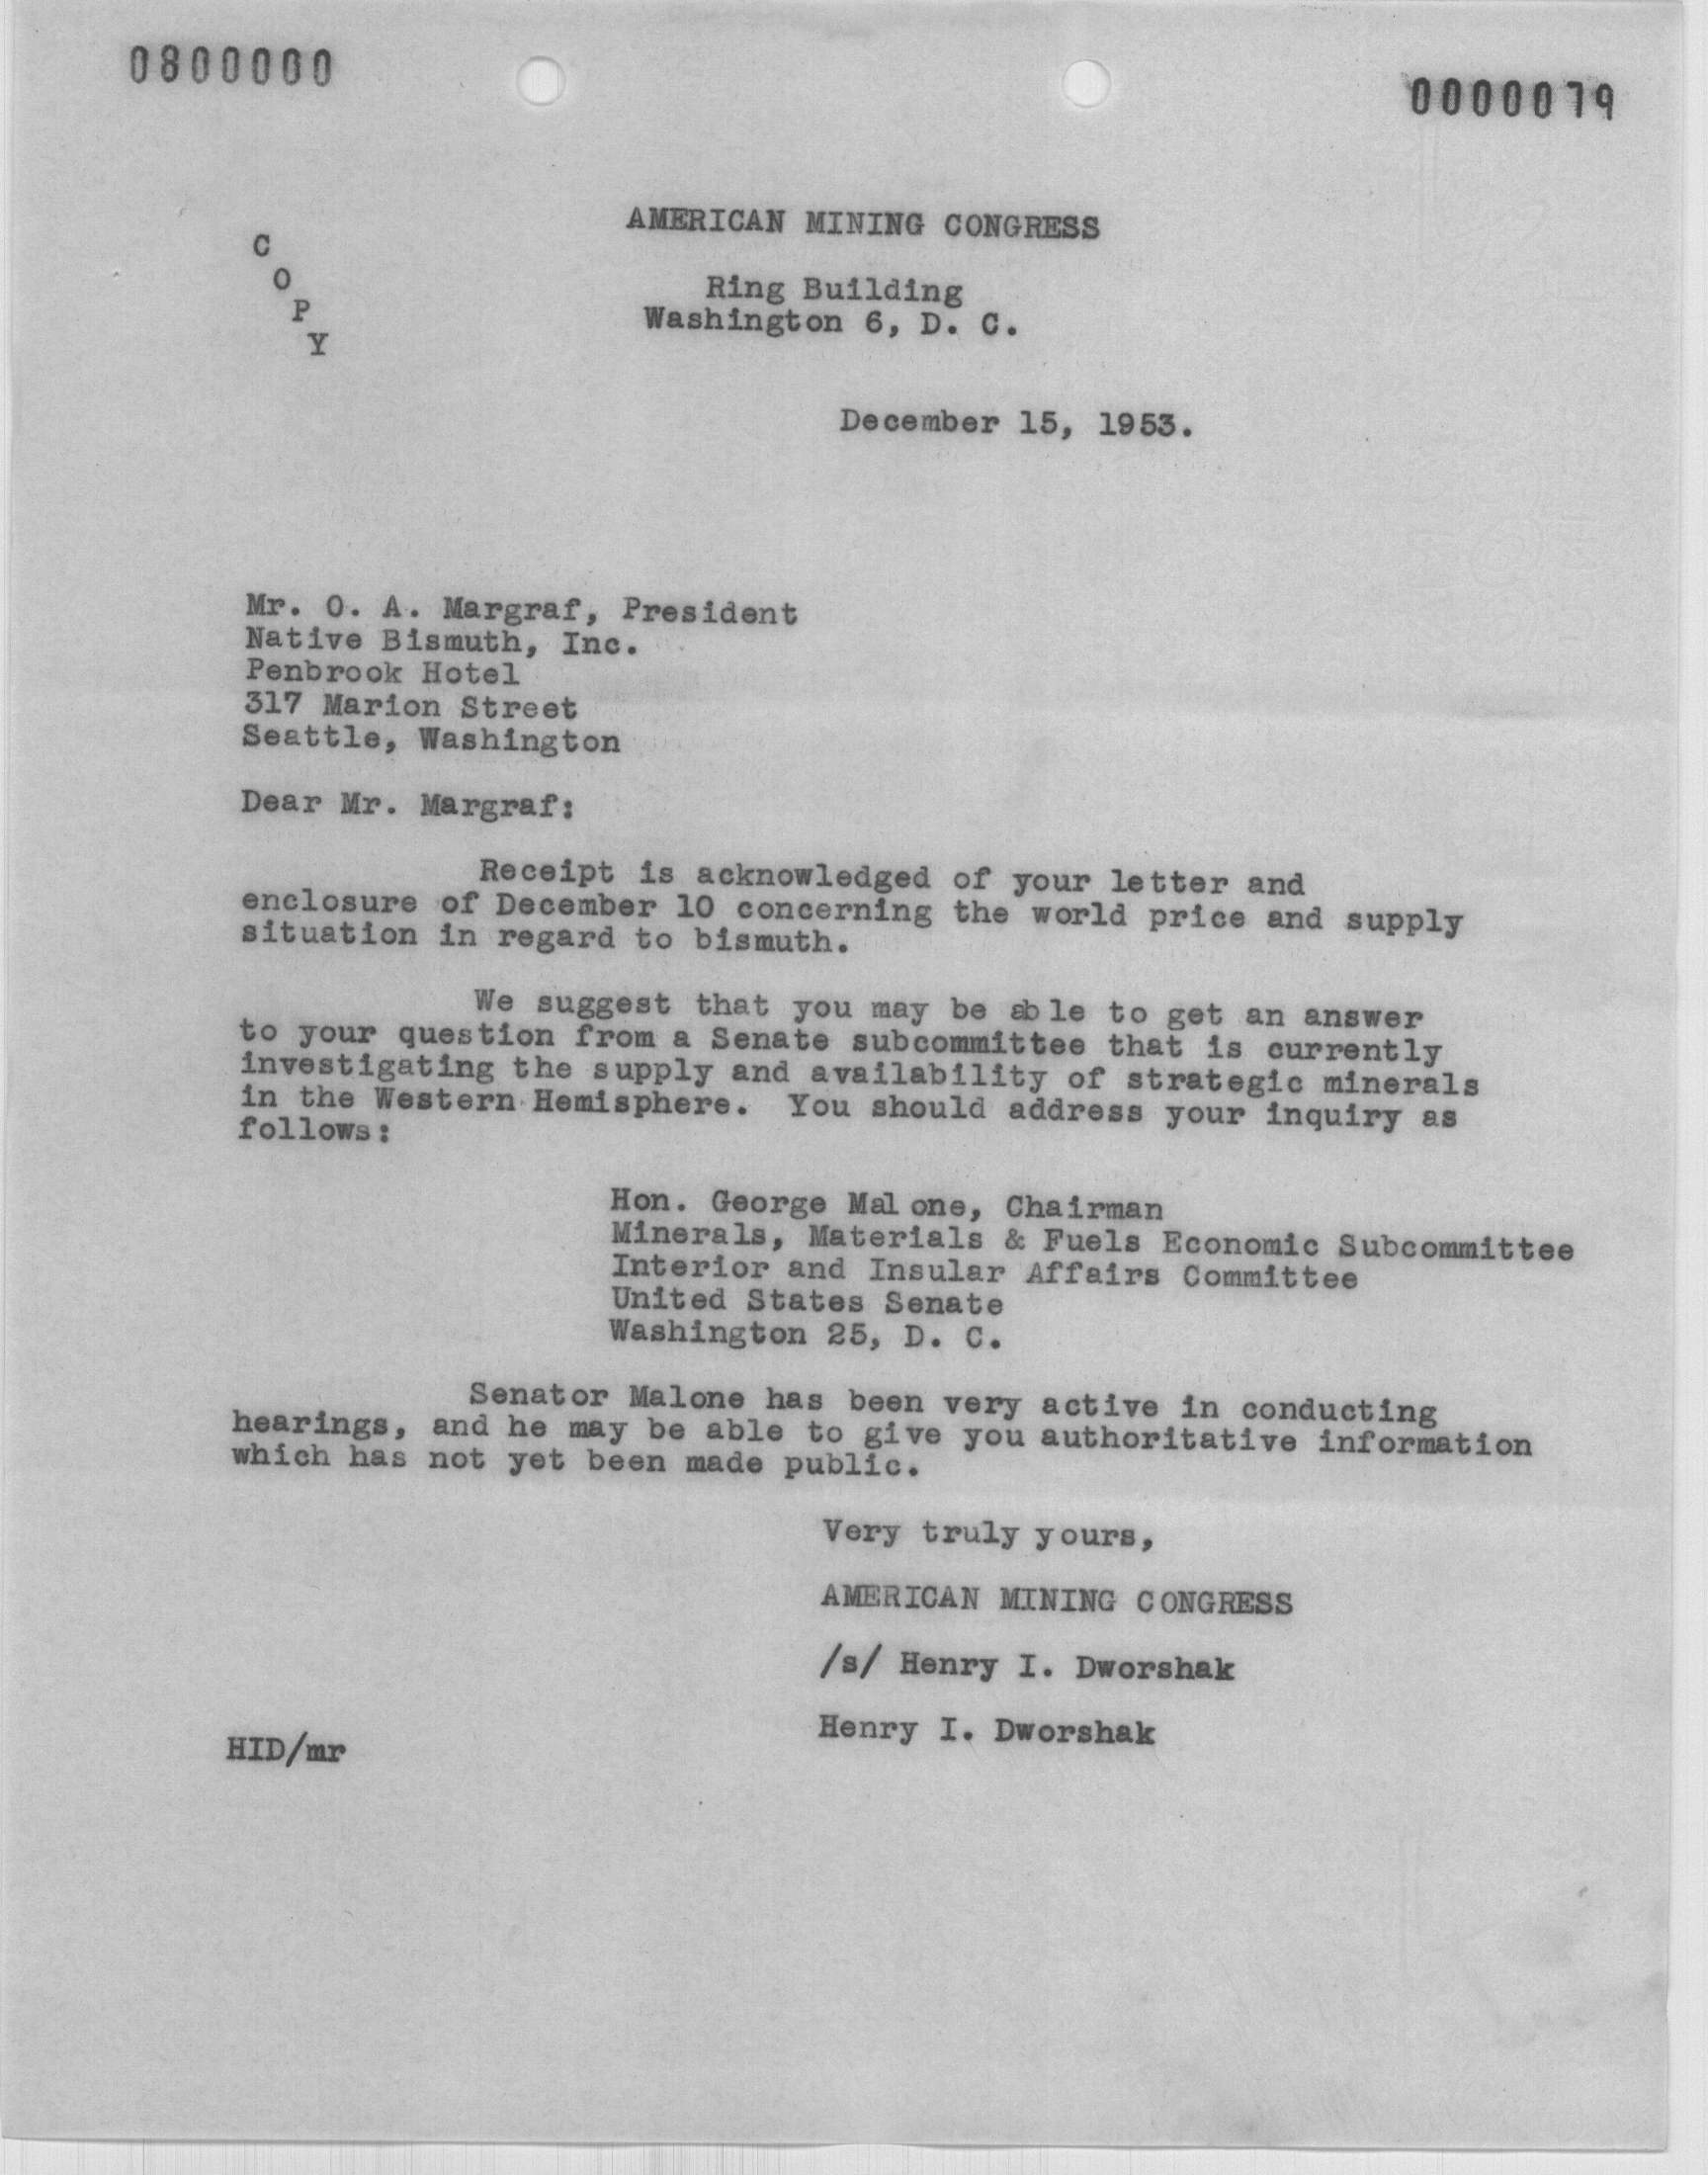 0800000
0000079
AMERICAN MINING CONGRESS
C
O
P
Y
Ring Building
Washington 6, D. C.
December 15, 1953.
Mr. O. A. Margraf, President
Native Bismuth, Inc.
Penbrook Hotel
317 Marion Street
Seattle, Washington
Dear Mr. Margraf:
Receipt is acknowledged of your letter and
enclosure of December 10 concerning the world price and supply
situation in regard to bismuth.
We suggest that you may be able to get an answer
to your question from a Senate subcommittee that is currently
investigating the supply and availability of strategic minerals
in the Western Hemisphere. You should address your inquiry as
follows:
Hon. George Malone, Chairman
Minerals, Materials & Fuels Economic Subcommittee
Interior and Insular Affairs Committee
United States Senate
Washington 25, D. C.
Senator Malone has been very active in conducting
hearings, and he may be able to give you authoritative information
which has not yet been made public.
Very truly yours,
AMERICAN MINING CONGRESS
/s/ Henry I. Dworshak
Henry I. Dworshak
HID/mr